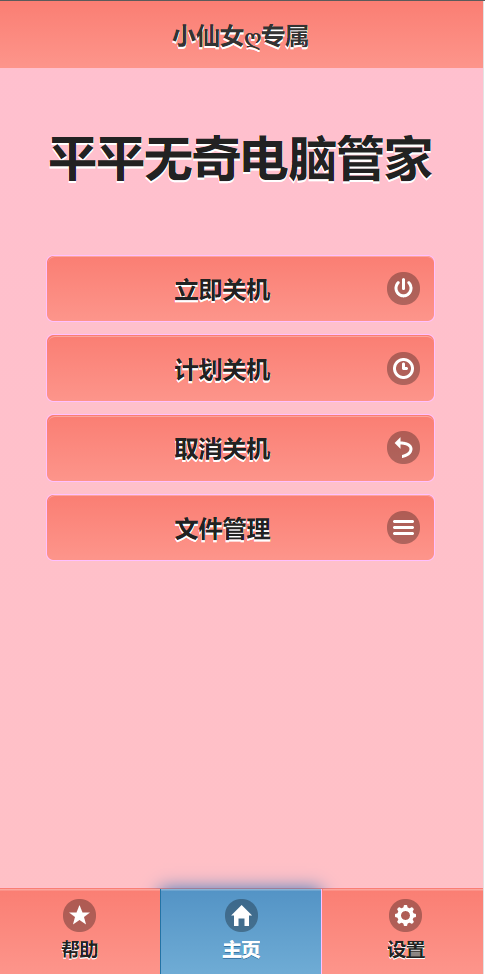 小仙女ღ专属
平平无奇电脑管家
立即关机
计划关机
取消关机
文件管理
帮助
主页
设置